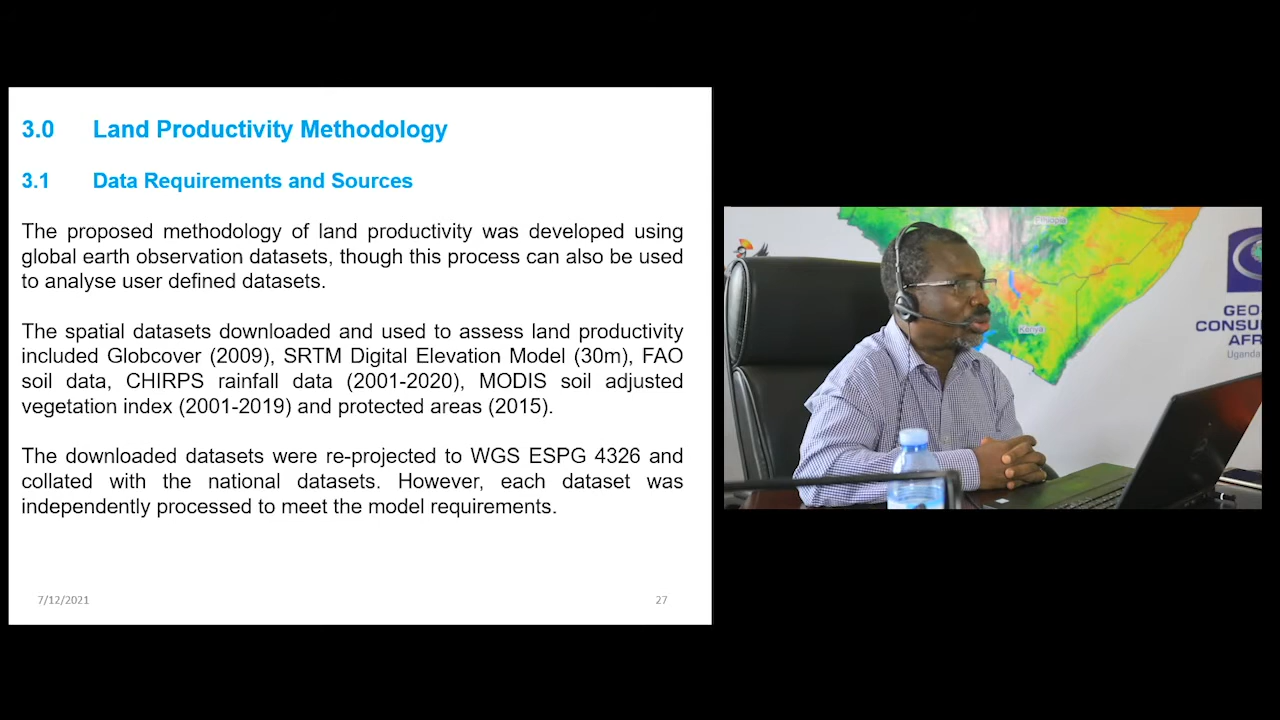 3.0 Land Productivity Methodology
3.1 Data Requirements and Sources
The proposed methodology of land productivity was developed using
global earth observation datasets, though this process can also be used
to analyse user defined datasets.
The spatial datasets downloaded and used to assess land productivity
included Globcover (2009), SRTM Digital Elevation Model (30m), FAO
soil data, CHIRPS rainfall data (2001-2020), MODIS soil adjusted
vegetation index (2001-2019) and protected areas (2015).
The downloaded datasets were re-projected to WGS ESPG 4326 and
collated with the national datasets. However, each dataset was
independently processed to meet the model requirements.
7/12/2021
27
Ethiopia
Kenya
GEO
CONSU
AFR
Uganda